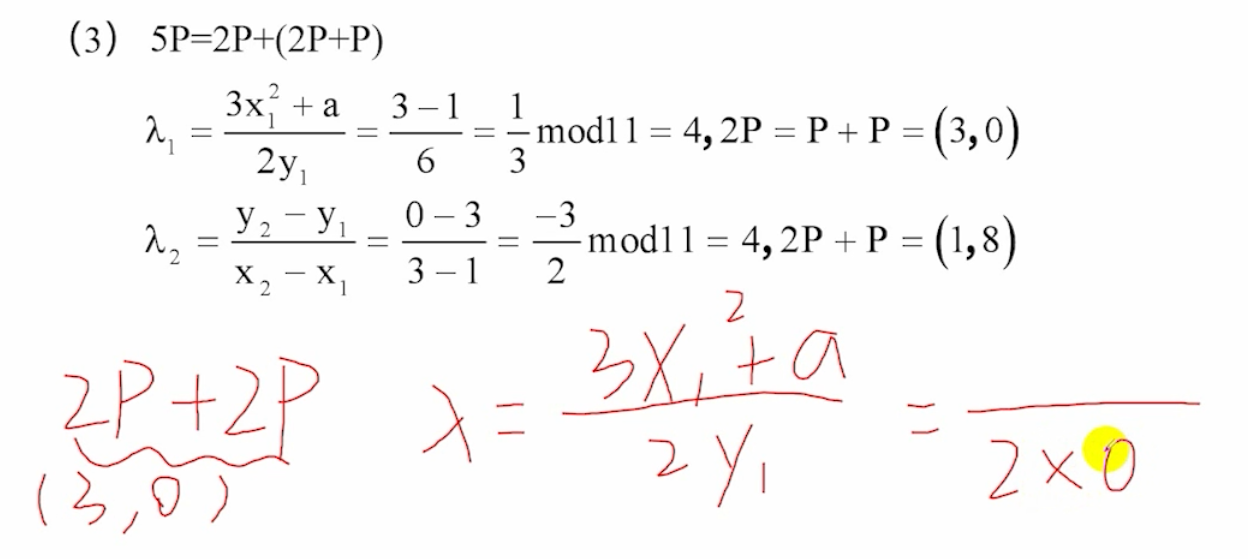 (3) 5P=2P+(2P+P)
λ₁ = (3x₁² + a)/(2y₁) = (3−1)/6 = 1/3 mod11 = 4, 2P = P + P = (3,0)
λ₂ = (y₂ − y₁)/(x₂ − x₁) = (0−3)/(3−1) = −3/2 mod11 = 4, 2P + P = (1,8)
2P+2P λ = (3x₁² + a)/(2y₁) = /(2×0)
(3,0)